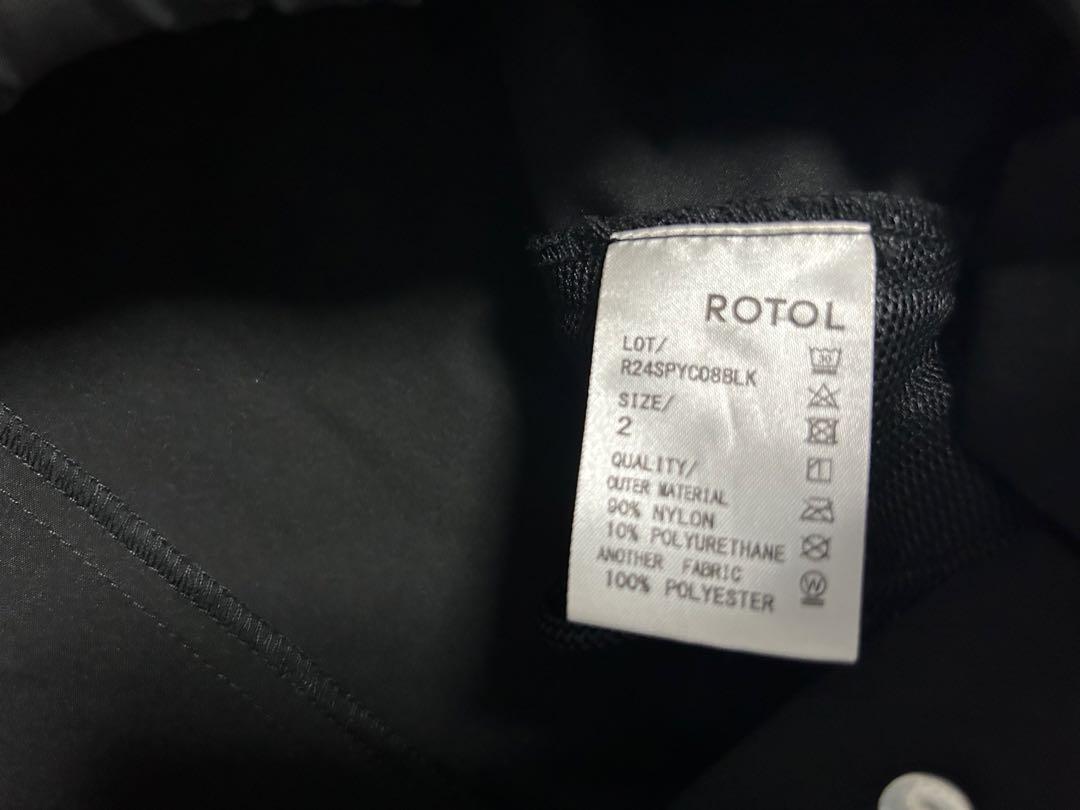 ROTOL
LOT/
R24SPYC08BLK
SIZE/
2
QUALITY/
OUTER MATERIAL
90% NYLON
10% POLYURETHANE
ANOTHER FABRIC
100% POLYESTER
W